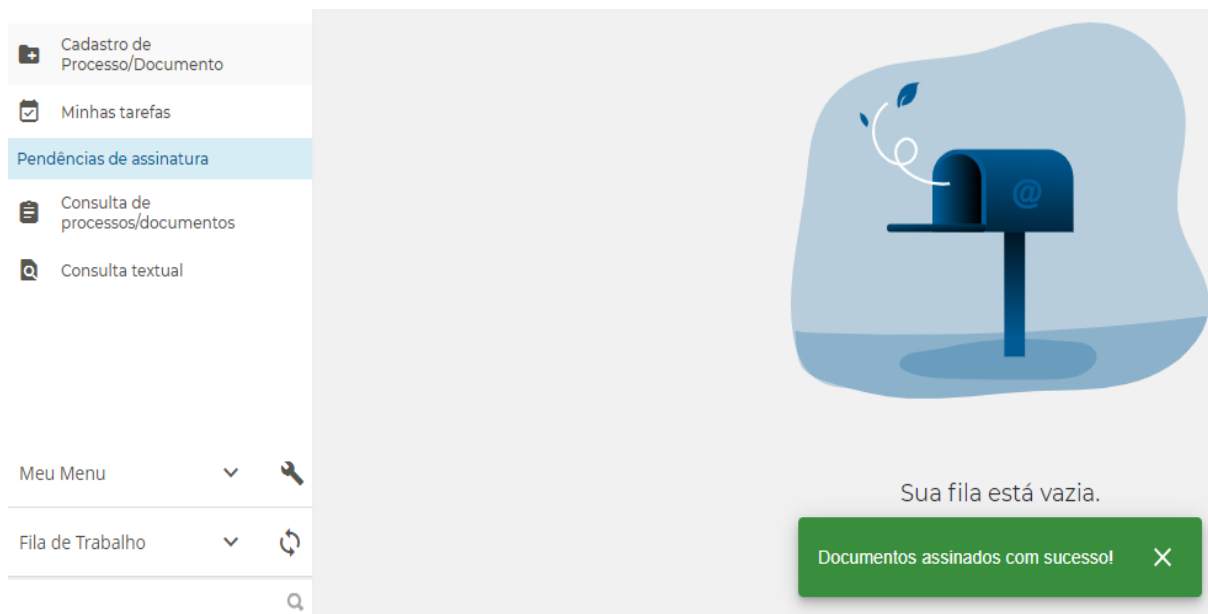 Cadastro de
Processo/Documento
Minhas tarefas
Pendências de assinatura
Consulta de
processos/documentos
Consulta textual
Meu Menu
Fila de Trabalho
@
Sua fila está vazia.
Documentos assinados com sucesso!